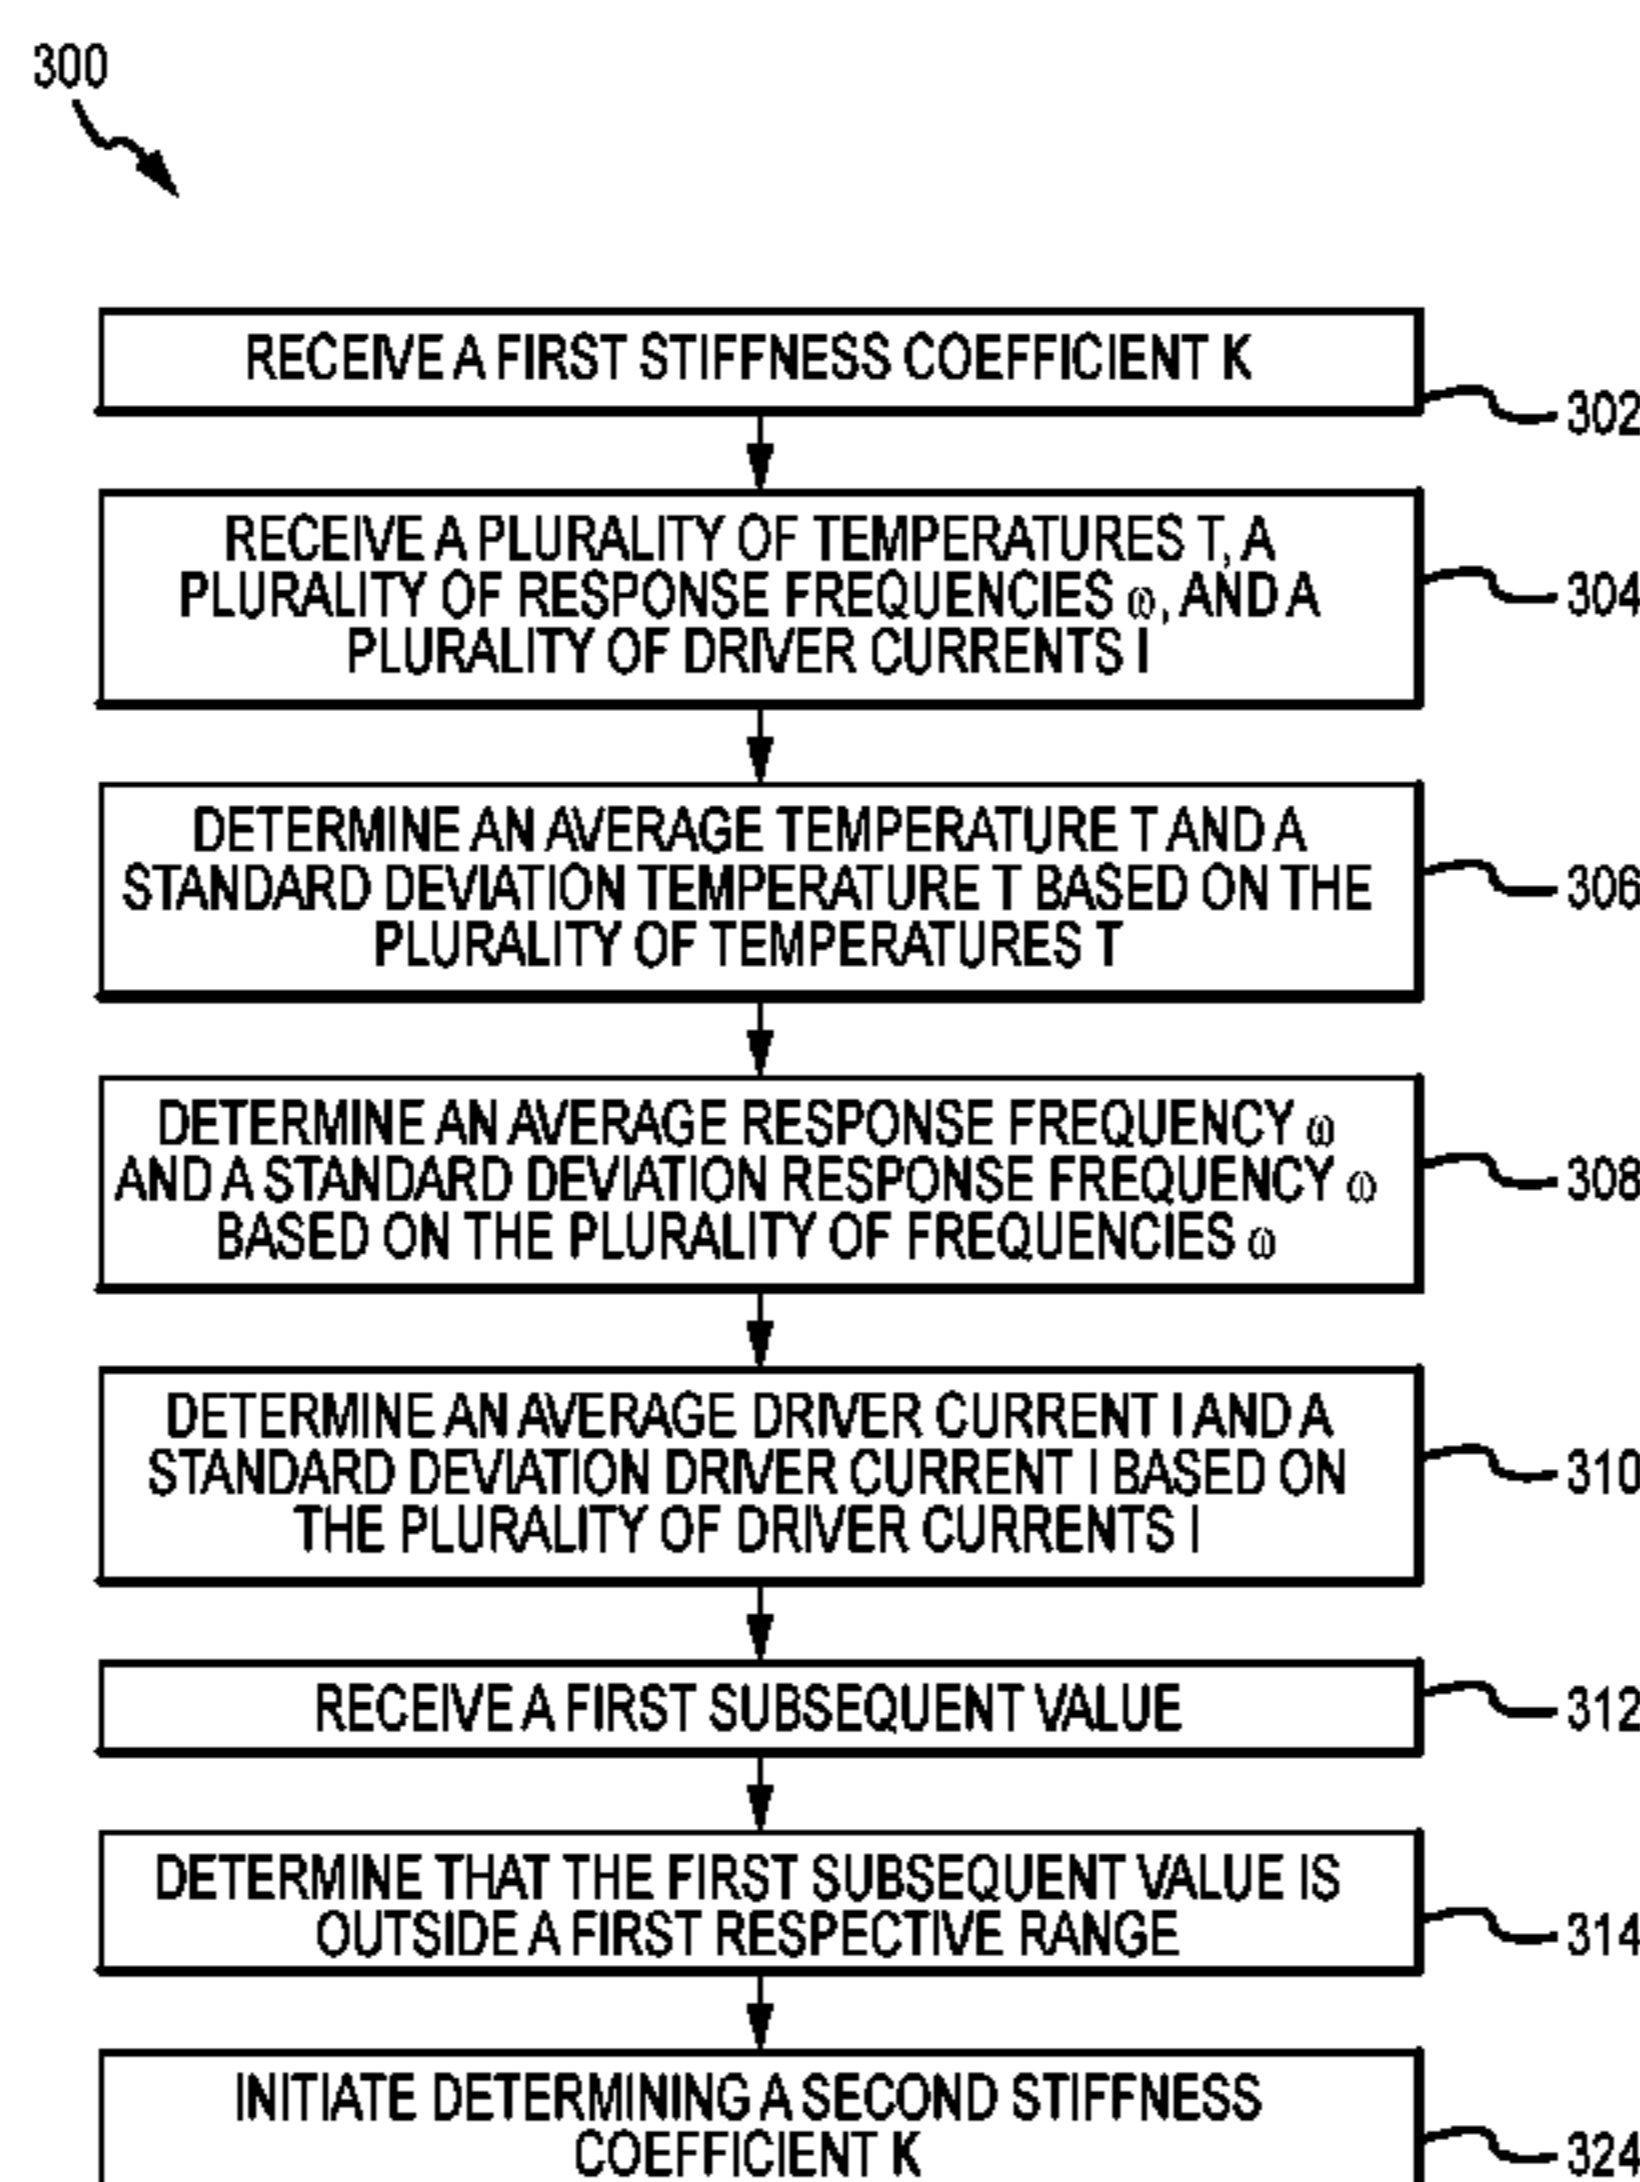 300
RECEIVE A FIRST STIFFNESS COEFFICIENT K
302
RECEIVE A PLURALITY OF TEMPERATURES T, A
PLURALITY OF RESPONSE FREQUENCIES ω, AND A
PLURALITY OF DRIVER CURRENTS I
304
DETERMINE AN AVERAGE TEMPERATURE T AND A
STANDARD DEVIATION TEMPERATURE T BASED ON THE
PLURALITY OF TEMPERATURES T
306
DETERMINE AN AVERAGE RESPONSE FREQUENCY ω
AND A STANDARD DEVIATION RESPONSE FREQUENCY ω
BASED ON THE PLURALITY OF FREQUENCIES ω
308
DETERMINE AN AVERAGE DRIVER CURRENT I AND A
STANDARD DEVIATION DRIVER CURRENT I BASED ON
THE PLURALITY OF DRIVER CURRENTS I
310
RECEIVE A FIRST SUBSEQUENT VALUE
312
DETERMINE THAT THE FIRST SUBSEQUENT VALUE IS
OUTSIDE A FIRST RESPECTIVE RANGE
314
INITIATE DETERMINING A SECOND STIFFNESS
COEFFICIENT K
324